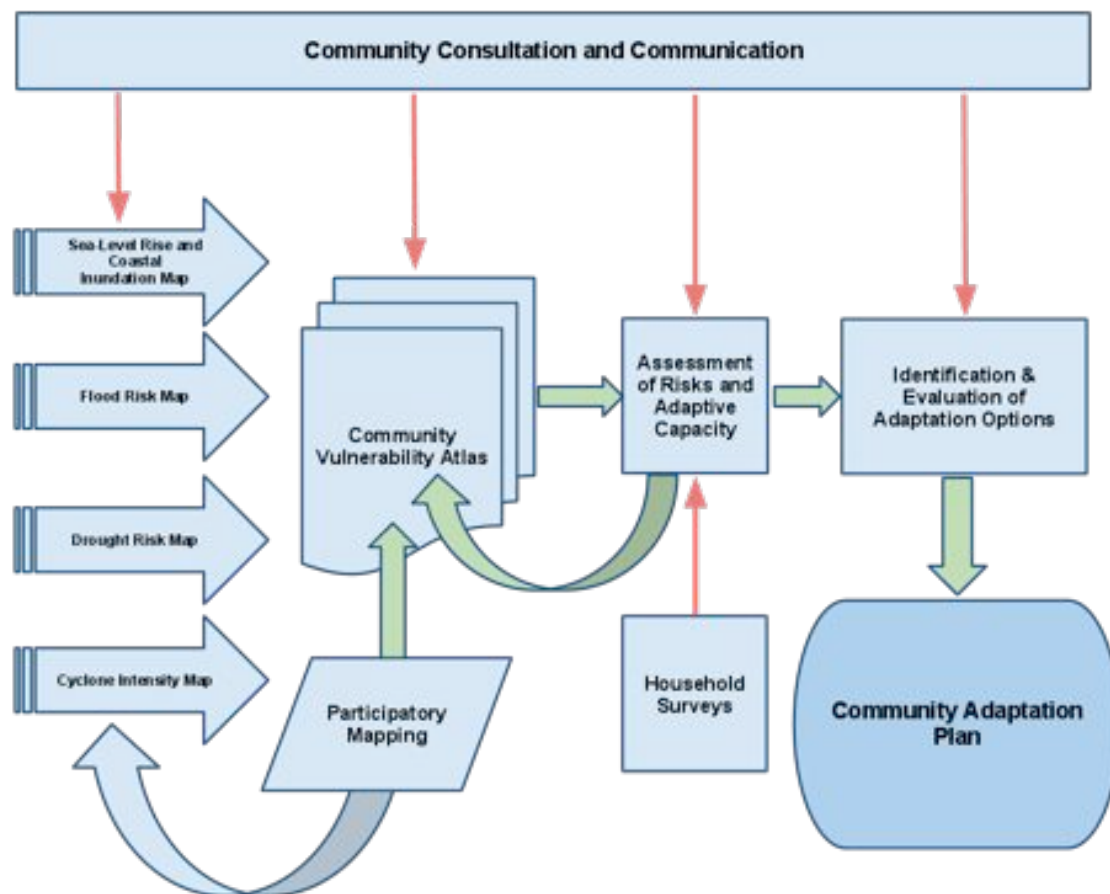 Community Consultation and Communication
Sea-Level Rise and
Coastal
Inundation Map
Flood Risk Map
Drought Risk Map
Cyclone Intensity Map
Community
Vulnerability Atlas
Participatory
Mapping
Assessment
of Risks and
Adaptive
Capacity
Household
Surveys
Identification &
Evaluation of
Adaptation Options
Community Adaptation
Plan